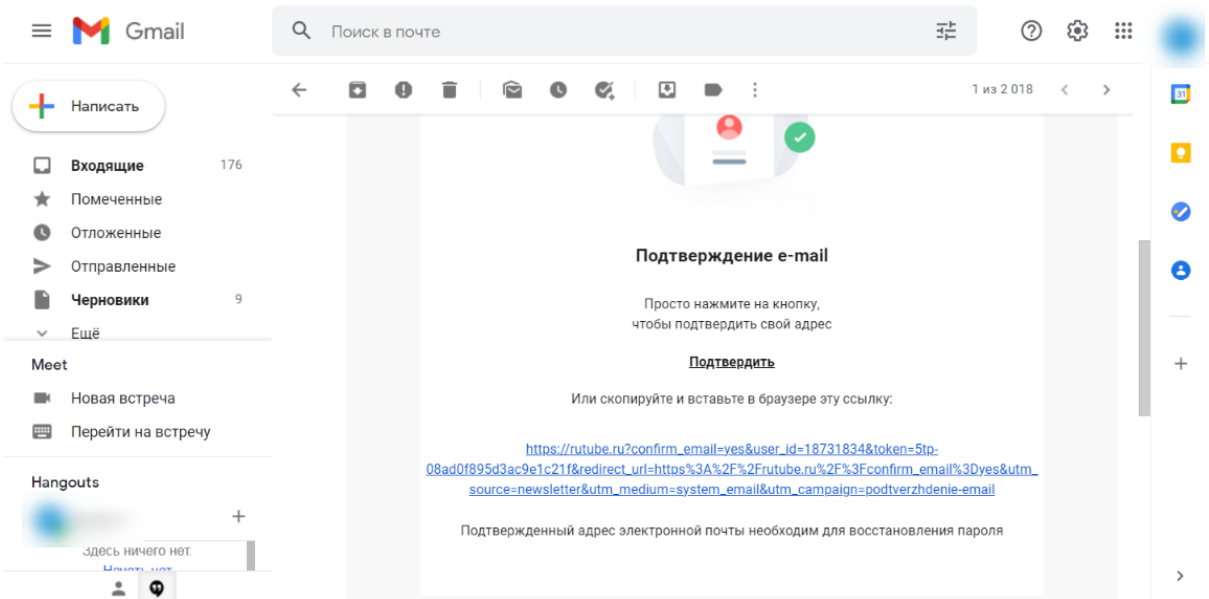 Gmail
Поиск в почте
Написать
1 из 2 018
31
Входящие 176
Помеченные
Отложенные
Отправленные
Черновики 9
Ещё
Meet
Новая встреча
Перейти на встречу
Hangouts
Здесь ничего нет.
Подтверждение e-mail
Просто нажмите на кнопку,
чтобы подтвердить свой адрес
Подтвердить
Или скопируйте и вставьте в браузере эту ссылку:
https://rutube.ru?confirm_email=yes&user_id=18731834&token=5tp-
08ad0f895d3ac9e1c21f&redirect_url=https%3A%2F%2Frutube.ru%2F%3Fconfirm_email%3Dyes&utm_
source=newsletter&utm_medium=system_email&utm_campaign=podtverzhdenie-email
Подтвержденный адрес электронной почты необходим для восстановления пароля